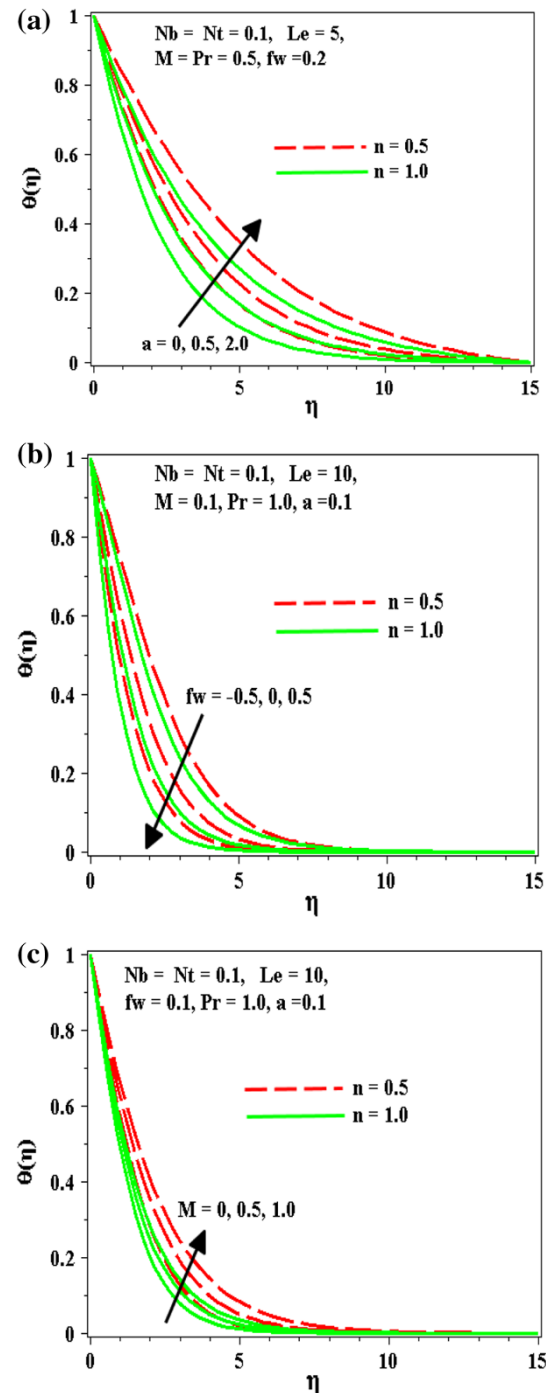 (a)
Nb = Nt = 0.1, Le = 5,
M = Pr = 0.5, fw =0.2
n = 0.5
n = 1.0
a = 0, 0.5, 2.0
θ(η)
1
0.8
0.6
0.4
0.2
0
0 5 10 15
η
(b)
Nb = Nt = 0.1, Le = 10,
M = 0.1, Pr = 1.0, a =0.1
n = 0.5
n = 1.0
fw = -0.5, 0, 0.5
θ(η)
1
0.8
0.6
0.4
0.2
0
0 5 10 15
η
(c)
Nb = Nt = 0.1, Le = 10,
fw = 0.1, Pr = 1.0, a =0.1
n = 0.5
n = 1.0
M = 0, 0.5, 1.0
θ(η)
1
0.8
0.6
0.4
0.2
0
0 5 10 15
η